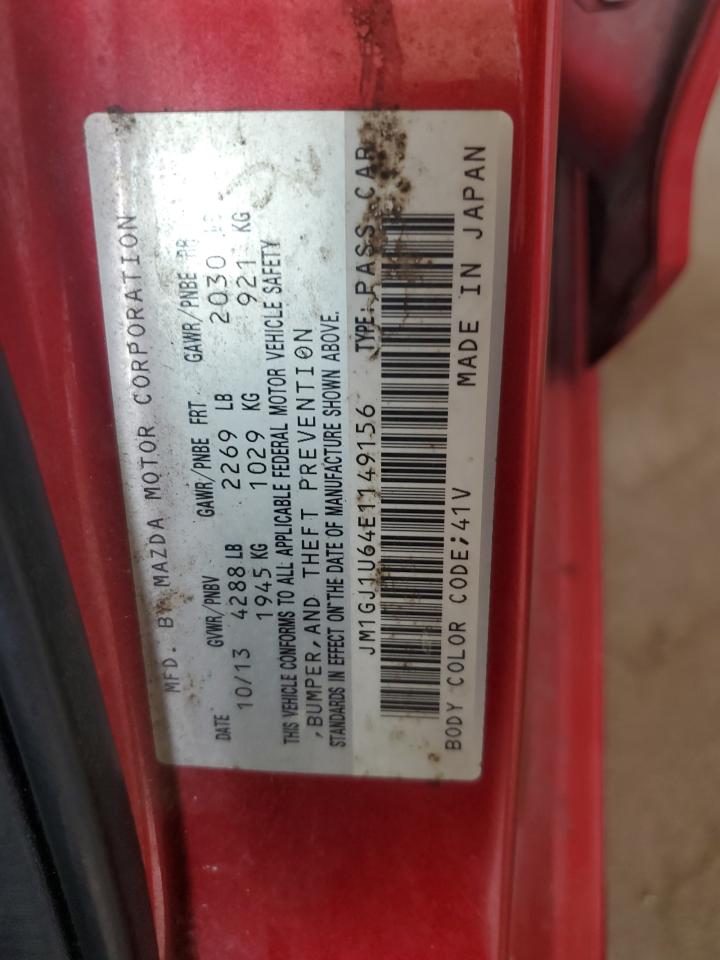 MFD. BY MAZDA MOTOR CORPORATION
DATE GVWR/PNBV GAWR/PNBE FRT GAWR/PNBE RR
10/13 4288 LB 2269 LB 2030 LB
1945 KG 1029 KG 921 KG
THIS VEHICLE CONFORMS TO ALL APPLICABLE FEDERAL MOTOR VEHICLE SAFETY
,BUMPER,AND THEFT PREVENTION
STANDARDS IN EFFECT ON THE DATE OF MANUFACTURE SHOWN ABOVE.
JM1GJ1U64E1149156 TYPE:PASS CAR
BODY COLOR CODE;41V MADE IN JAPAN